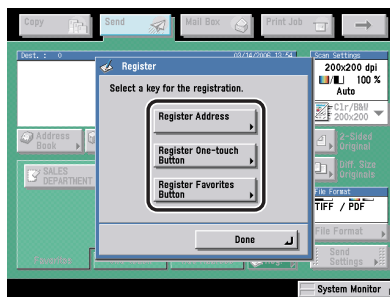 Copy
Send
Mail Box
Print Job
Dest. : 0
03/14/2006 13:54
Scan Settings
200x200 dpi
100 %
Auto
Clr/B&W
200x200
Register
Select a key for the registration.
Register Address
Register One-touch
Button
Register Favorites
Button
Done
Address
Book
SALES
DEPARTMENT
2-Sided
Original
Diff. Size
Originals
File Format
TIFF / PDF
File Format
Send
Settings
Favorites
System Monitor